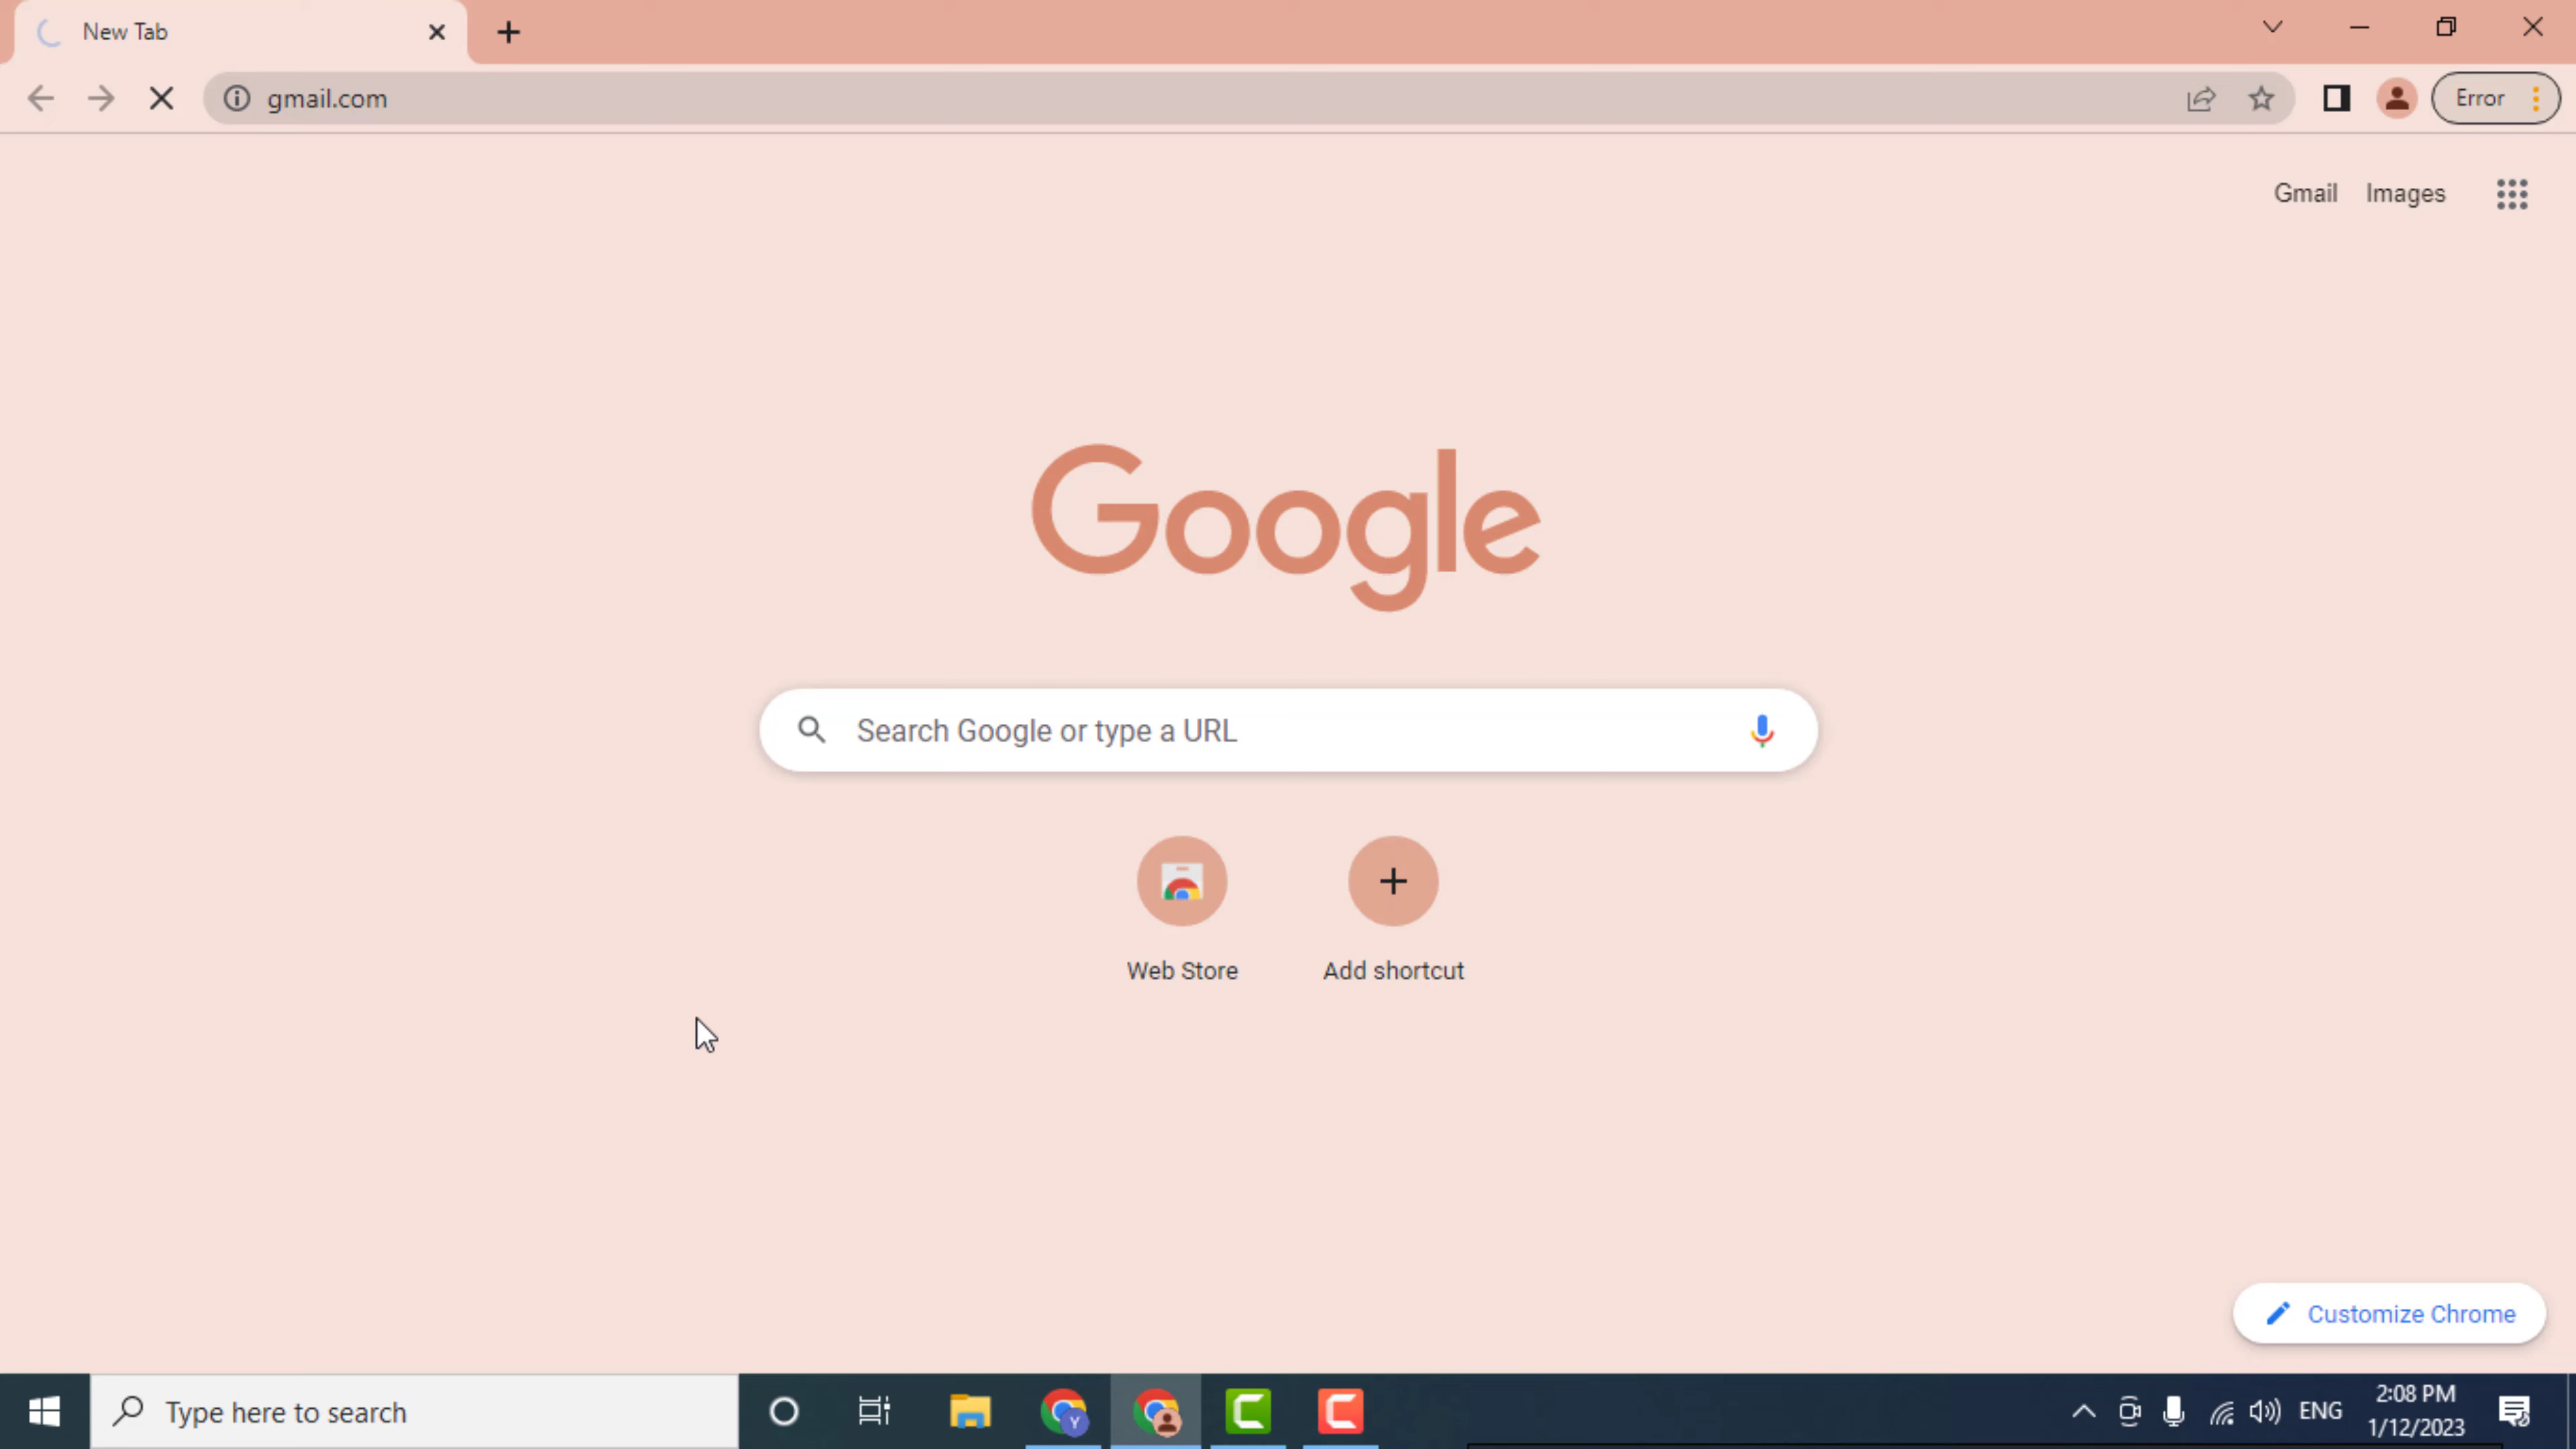 New Tab
gmail.com
Error
Gmail Images
Google
Search Google or type a URL
Web Store
Add shortcut
Customize Chrome
Type here to search
Y
ENG
2:08 PM
1/12/2023